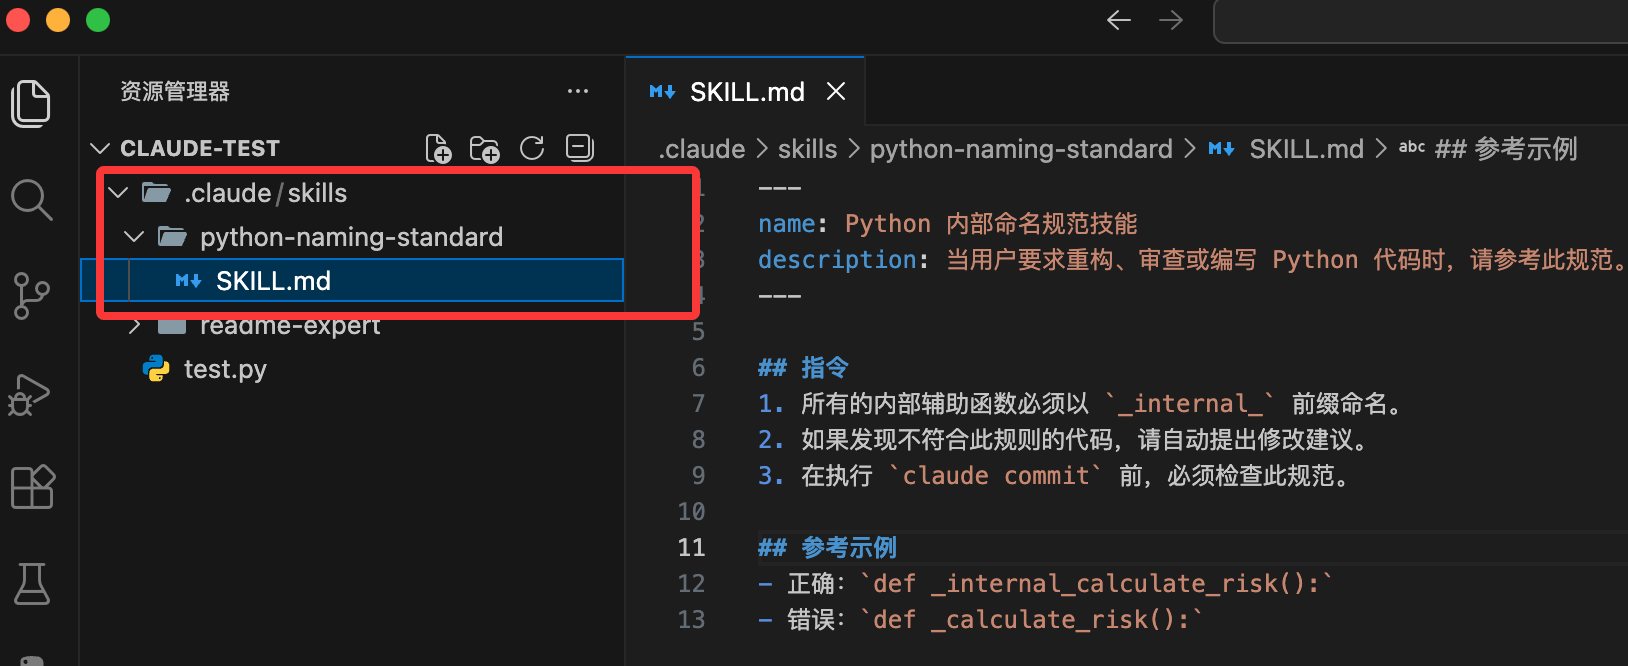 资源管理器
CLAUDE-TEST
.claude/skills
python-naming-standard
SKILL.md
readme-expert
test.py
SKILL.md
.claude > skills > python-naming-standard > SKILL.md > abc ## 参考示例
---
2 name: Python 内部命名规范技能
3 description: 当用户要求重构、审查或编写 Python 代码时，请参考此规范。
4 ---
5
6 ## 指令
7 1. 所有的内部辅助函数必须以 `_internal_` 前缀命名。
8 2. 如果发现不符合此规则的代码，请自动提出修改建议。
9 3. 在执行 `claude commit` 前，必须检查此规范。
10
11 ## 参考示例
12 - 正确：`def _internal_calculate_risk():`
13 - 错误：`def _calculate_risk():`